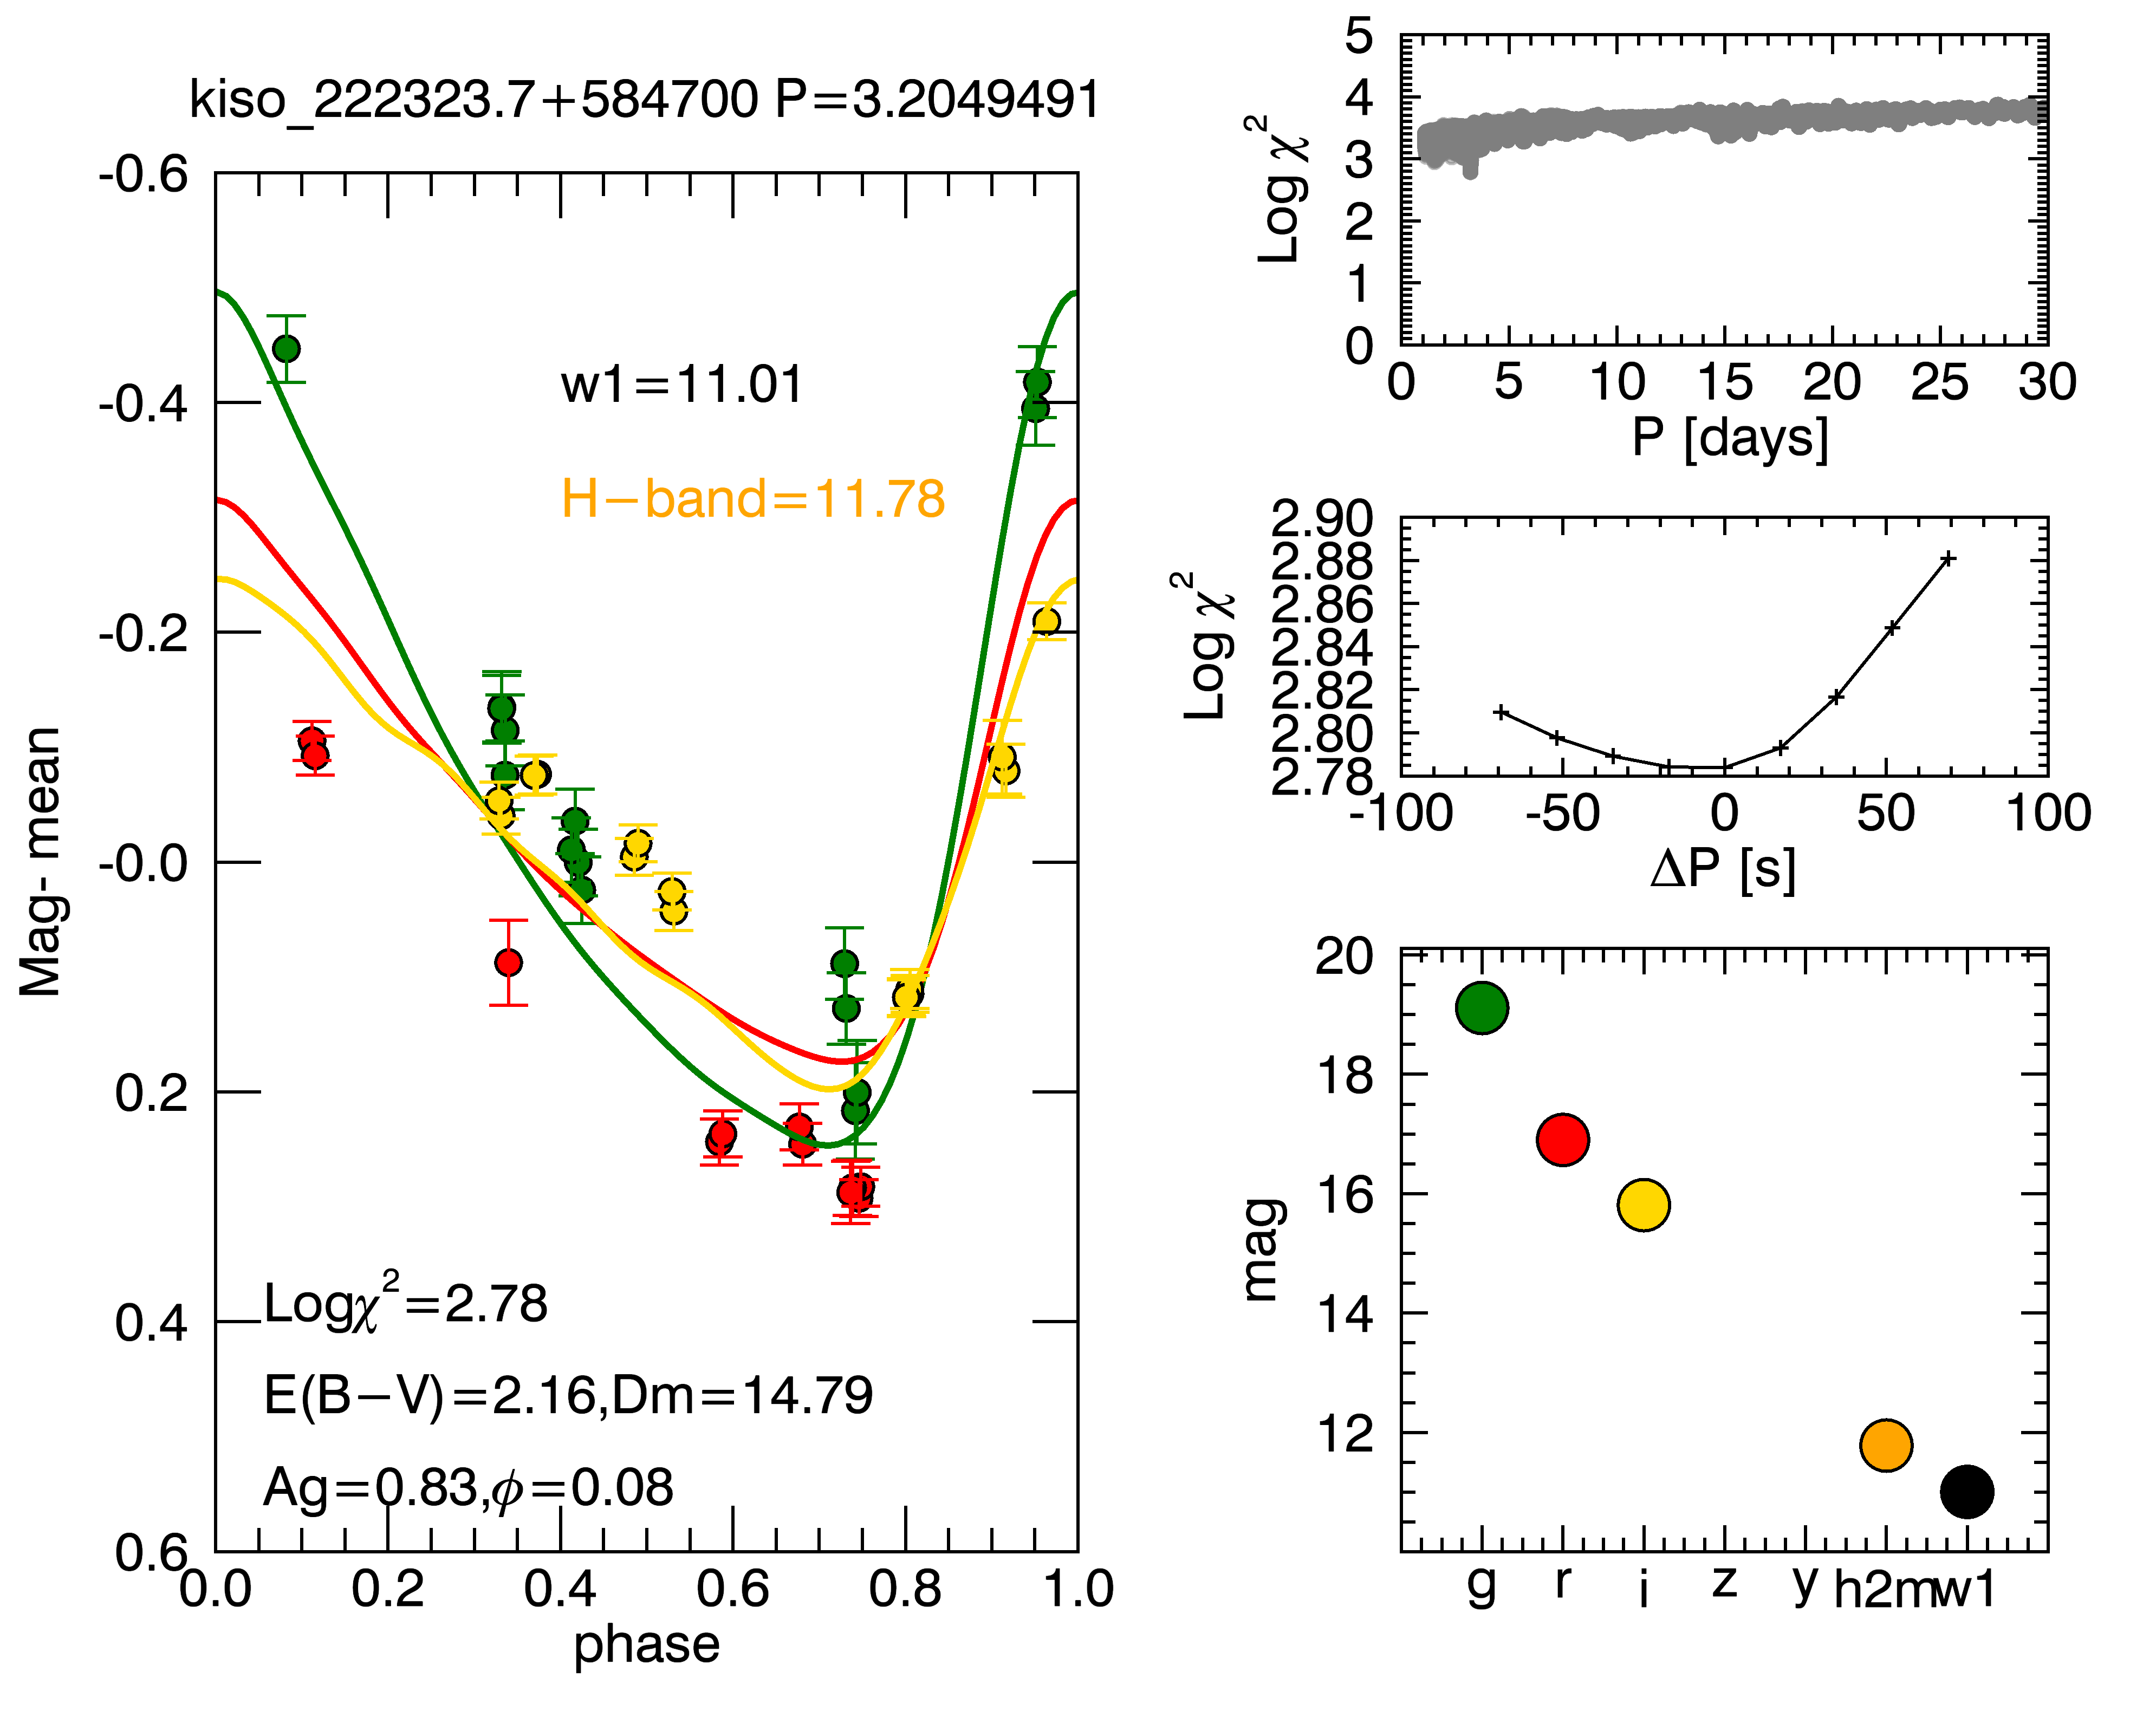 kiso_222323.7+584700 P=3.2049491
-0.6
-0.4
-0.2
-0.0
0.2
0.4
0.6
Mag- mean
w1=11.01
H-band=11.78
Logχ²=2.78
E(B-V)=2.16,Dm=14.79
Ag=0.83,ϕ=0.08
0.0 0.2 0.4 0.6 0.8 1.0
phase
5
4
3
2
1
0
Log χ²
0 5 10 15 20 25 30
P [days]
2.90
2.88
2.86
2.84
2.82
2.80
2.78
Log χ²
-100 -50 0 50 100
ΔP [s]
20
18
16
14
12
mag
g r i z y h2mw1